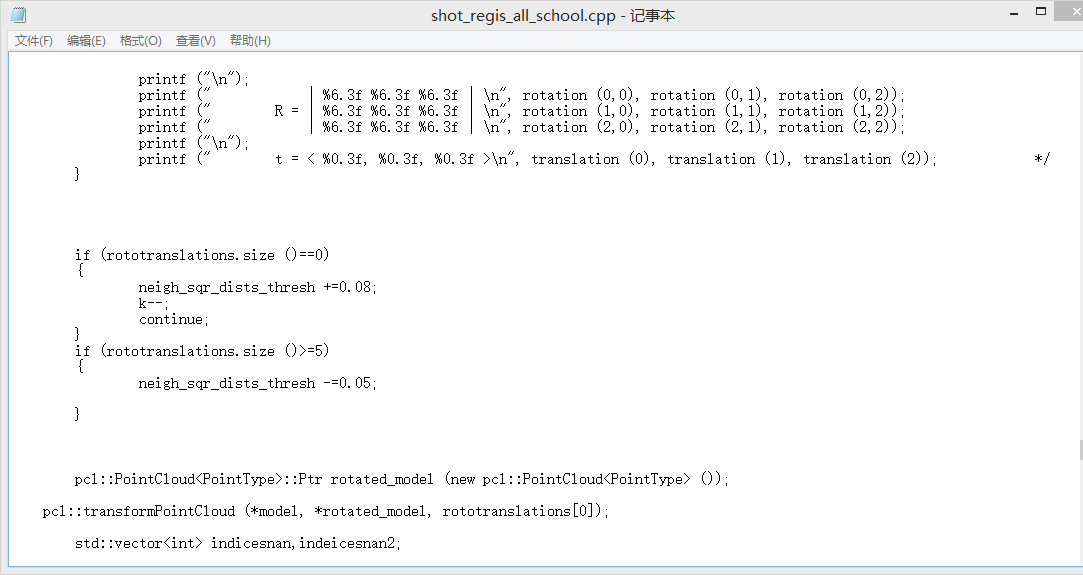 shot_regis_all_school.cpp - 记事本
文件(F) 编辑(E) 格式(O) 查看(V) 帮助(H)
printf ("\n");
printf ("            | %6.3f %6.3f %6.3f | \n", rotation (0,0), rotation (0,1), rotation (0,2));
printf ("        R = | %6.3f %6.3f %6.3f | \n", rotation (1,0), rotation (1,1), rotation (1,2));
printf ("            | %6.3f %6.3f %6.3f | \n", rotation (2,0), rotation (2,1), rotation (2,2));
printf ("\n");
printf ("        t = < %0.3f, %0.3f, %0.3f >\n", translation (0), translation (1), translation (2));            */
}
if (rototranslations.size ()==0)
{
neigh_sqr_dists_thresh +=0.08;
k--;
continue;
}
if (rototranslations.size ()>=5)
{
neigh_sqr_dists_thresh -=0.05;
}
pcl::PointCloud<PointType>::Ptr rotated_model (new pcl::PointCloud<PointType> ());
pcl::transformPointCloud (*model, *rotated_model, rototranslations[0]);
std::vector<int> indicesnan,indeicesnan2;